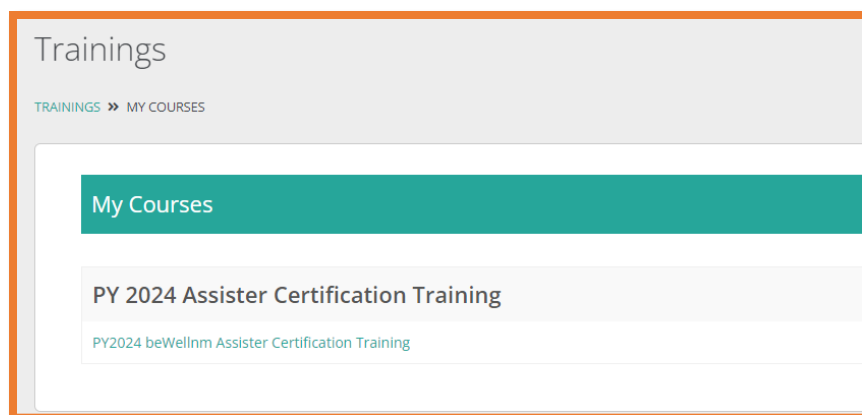 Trainings
TRAININGS » MY COURSES
My Courses
PY 2024 Assister Certification Training
PY2024 beWellnm Assister Certification Training